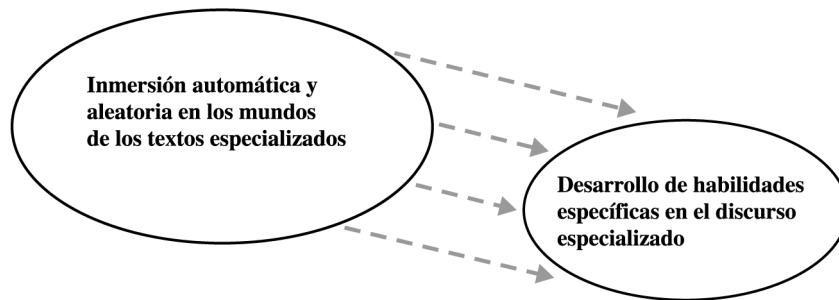 Inmersión automática y
aleatoria en los mundos
de los textos especializados
Desarrollo de habilidades
específicas en el discurso
especializado